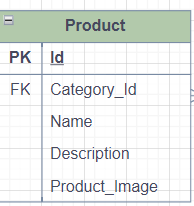 Product
PK Id
FK Category_Id
Name
Description
Product_Image